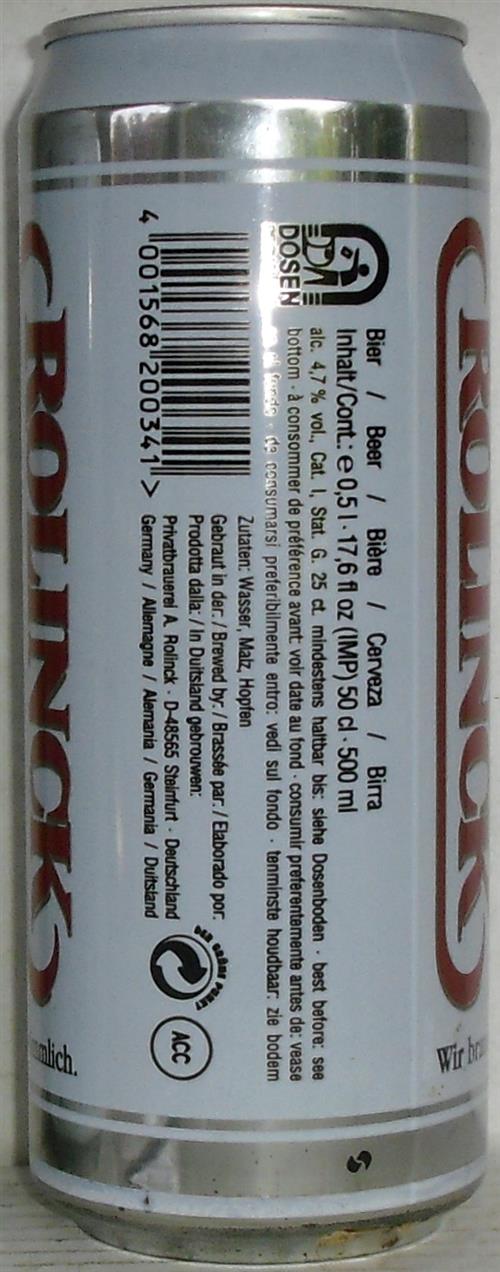 ROLINCK
Wir
DOSEN
Bier / Beer / Bière / Cerveza / Birra
Inhalt/Cont.: e 0,5 l · 17,6 fl oz (IMP) 50 cl · 500 ml
alc. 4,7 % vol., Cat. I, Stat. G. 25 ct. mindestens haltbar bis: siehe Dosenboden · best before: see
bottom · à consommer de préférence avant: voir date au fond · consumir preferentemente antes de: vease
fondo · da consumarsi preferibilmente entro: vedi sul fondo · tenminste houdbaar: zie bodem
Zutaten: Wasser, Malz, Hopfen
Gebraut in der: / Brewed by: / Brassée par: / Elaborado por:
Prodotta dalla: / In Duitsland gebrouwen:
Privatbrauerei A. Rolinck · D-48565 Steinfurt · Deutschland
Germany / Allemagne / Alemania / Germania / Duitsland
4 001568 200341 >
DER GRÜNE PUNKT
ACC
ROLINCK